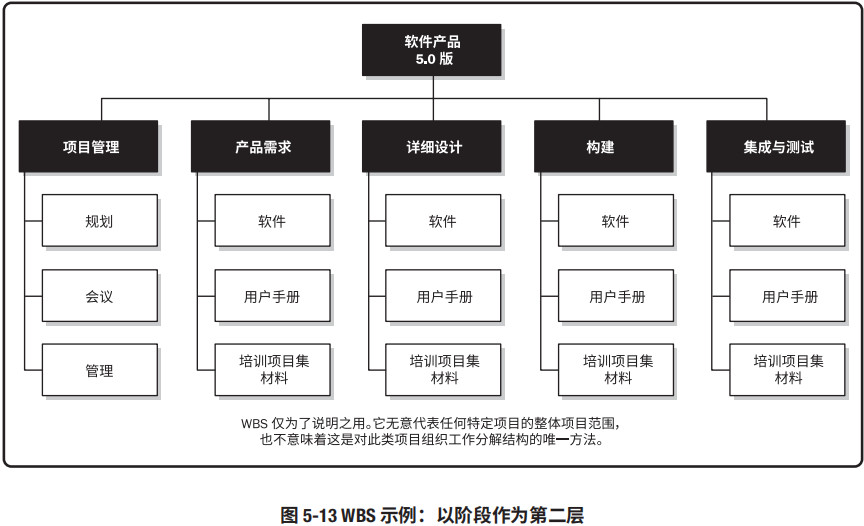 软件产品
5.0 版
项目管理
产品需求
详细设计
构建
集成与测试
规划
软件
软件
软件
软件
会议
用户手册
用户手册
用户手册
用户手册
管理
培训项目集
材料
培训项目集
材料
培训项目集
材料
培训项目集
材料
WBS 仅为了说明之用。它无意代表任何特定项目的整体项目范围，
也不意味着这是对此类项目组织工作分解结构的唯一方法。
图 5-13 WBS 示例：以阶段作为第二层